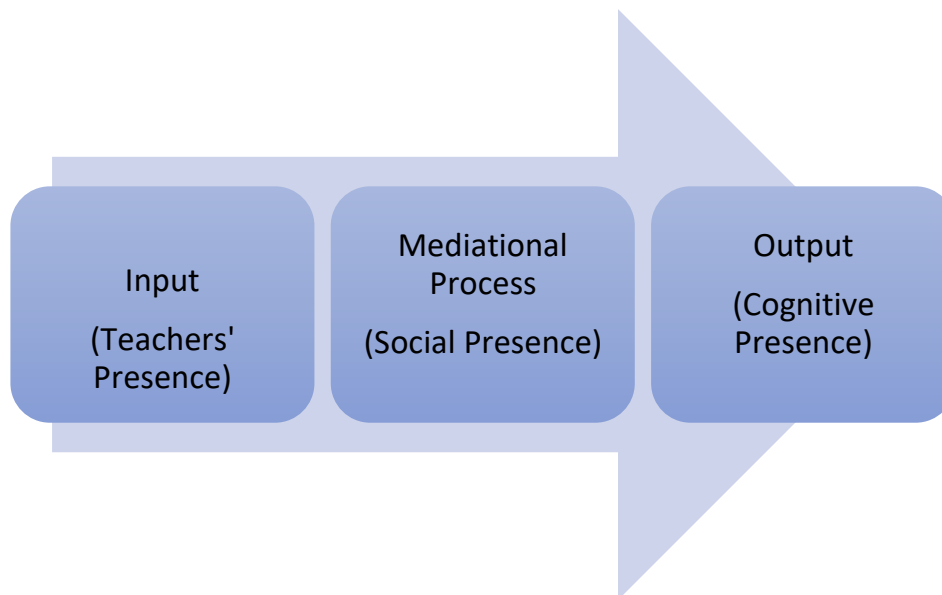 Input
(Teachers'
Presence)
Mediational
Process
(Social Presence)
Output
(Cognitive
Presence)